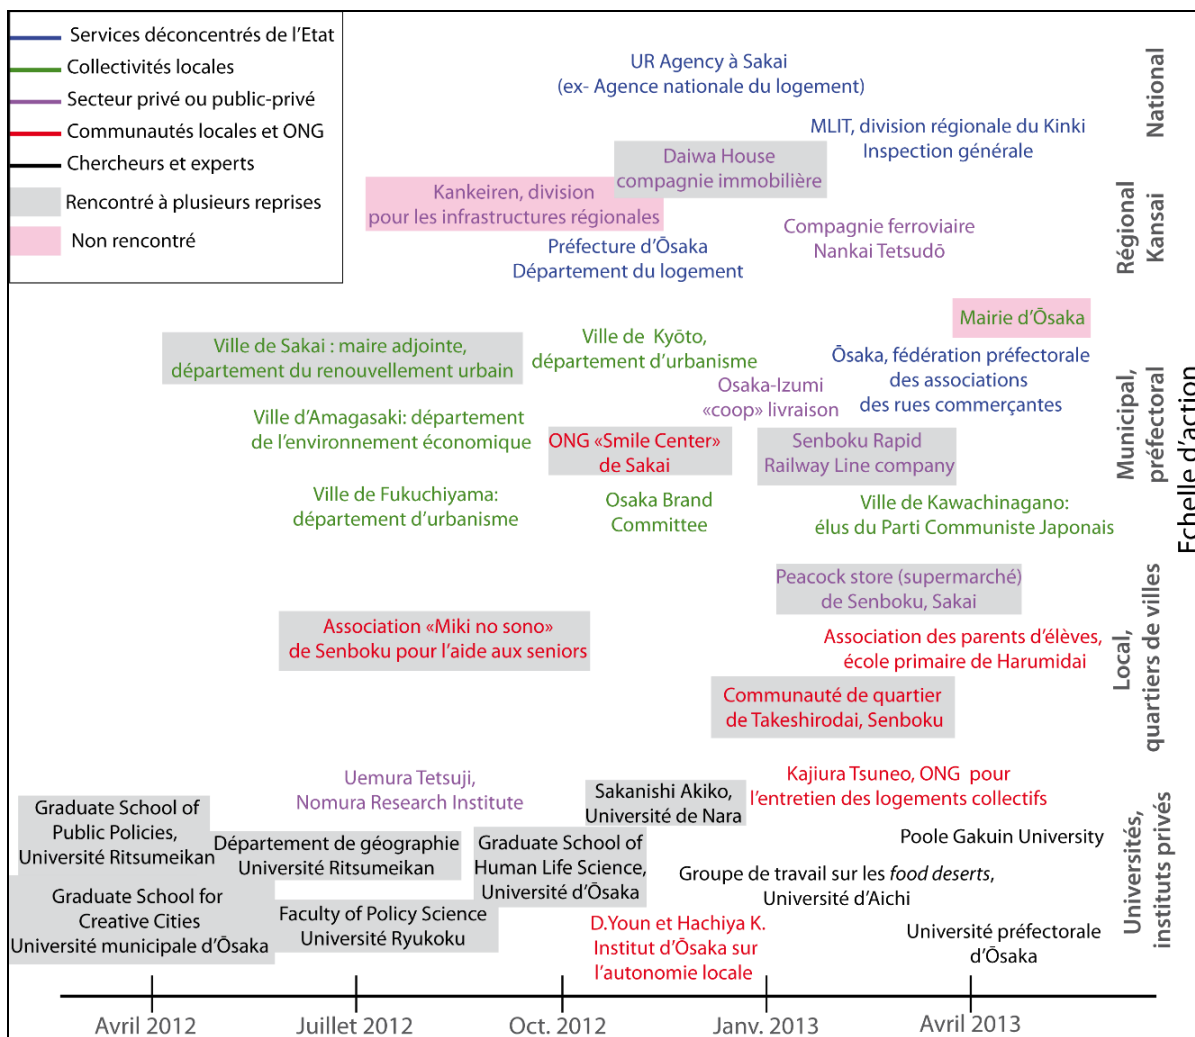 Services déconcentrés de l'Etat
Collectivités locales
Secteur privé ou public-privé
Communautés locales et ONG
Chercheurs et experts
Rencontré à plusieurs reprises
Non rencontré
UR Agency à Sakai
(ex- Agence nationale du logement)
MLIT, division régionale du Kinki
Inspection générale
Daiwa House
compagnie immobilière
Kankeiren, division
pour les infrastructures régionales
Compagnie ferroviaire
Nankai Tetsudō
Préfecture d'Ōsaka
Département du logement
Mairie d'Ōsaka
Ville de Sakai : maire adjointe,
département du renouvellement urbain
Ville de Kyōto,
département d'urbanisme
Ōsaka, fédération préfectorale
des associations
des rues commerçantes
Osaka-Izumi
«coop» livraison
Ville d'Amagasaki: département
de l'environnement économique
ONG «Smile Center»
de Sakai
Senboku Rapid
Railway Line company
Ville de Fukuchiyama:
département d'urbanisme
Osaka Brand
Committee
Ville de Kawachinagano:
élus du Parti Communiste Japonais
Peacock store (supermarché)
de Senboku, Sakai
Association «Miki no sono»
de Senboku pour l'aide aux seniors
Association des parents d'élèves,
école primaire de Harumidai
Communauté de quartier
de Takeshirodai, Senboku
Uemura Tetsuji,
Nomura Research Institute
Sakanishi Akiko,
Université de Nara
Kajiura Tsuneo, ONG pour
l'entretien des logements collectifs
Graduate School of
Public Policies,
Université Ritsumeikan
Département de géographie
Université Ritsumeikan
Graduate School of
Human Life Science,
Université d'Ōsaka
Poole Gakuin University
Groupe de travail sur les food deserts,
Université d'Aichi
Graduate School for
Creative Cities
Université municipale d'Ōsaka
Faculty of Policy Science
Université Ryukoku
D.Youn et Hachiya K.
Institut d'Ōsaka sur
l'autonomie locale
Université préfectorale
d'Ōsaka
Avril 2012
Juillet 2012
Oct. 2012
Janv. 2013
Avril 2013
National
Régional
Kansai
Municipal,
préfectoral
Local,
quartiers de villes
Universités,
instituts privés
Echelle d'action